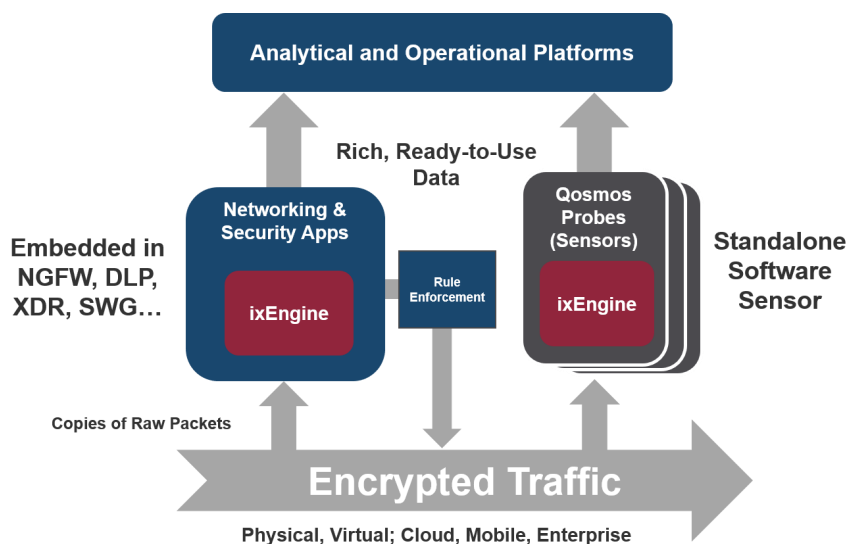 Analytical and Operational Platforms
Rich, Ready-to-Use
Data
Networking &
Security Apps
ixEngine
Embedded in
NGFW, DLP,
XDR, SWG…
Rule
Enforcement
Qosmos
Probes
(Sensors)
ixEngine
Standalone
Software
Sensor
Copies of Raw Packets
Encrypted Traffic
Physical, Virtual; Cloud, Mobile, Enterprise